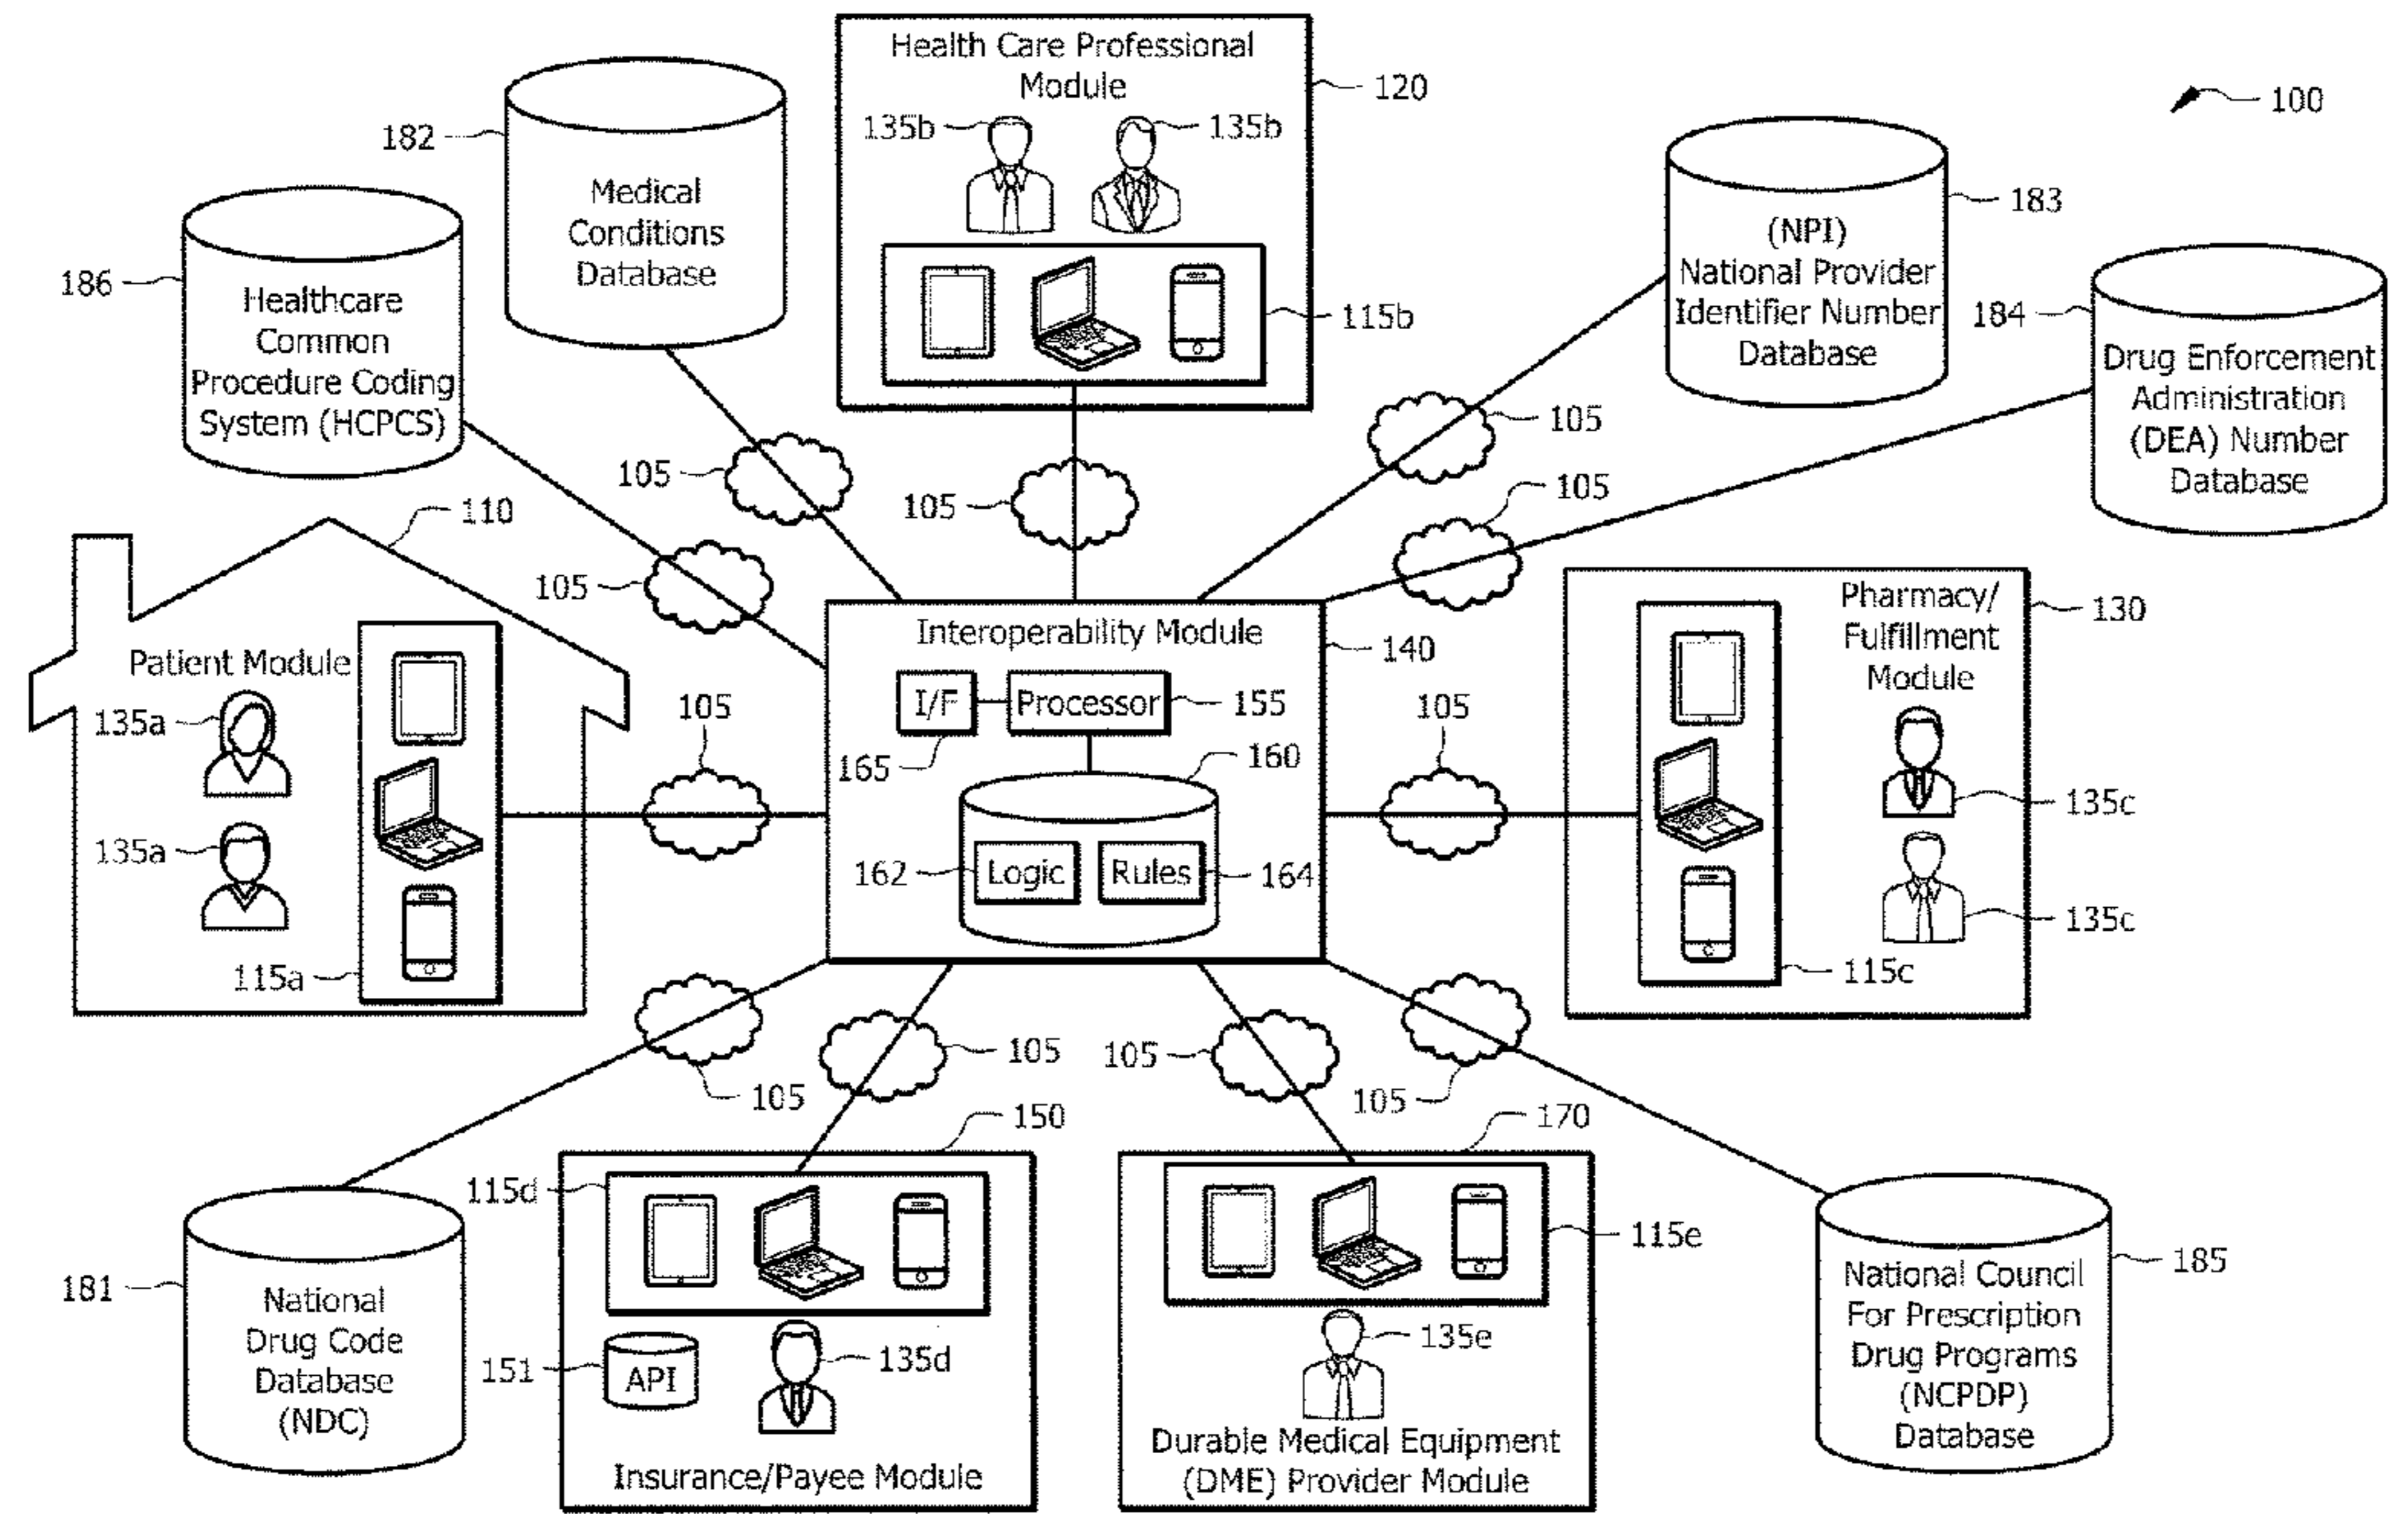 Health Care Professional
Module
120
135b
135b
115b
100
182
Medical
Conditions
Database
186
Healthcare
Common
Procedure Coding
System (HCPCS)
183
(NPI)
National Provider
Identifier Number
Database
184
Drug Enforcement
Administration
(DEA) Number
Database
105
105
105
105
105
105
110
Patient Module
135a
135a
115a
105
Interoperability Module
140
I/F
Processor
155
165
160
162
Logic
Rules
164
105
Pharmacy/
Fulfillment
Module
130
135c
135c
115c
105
105
105
105
181
National
Drug Code
Database
(NDC)
150
115d
151
API
135d
Insurance/Payee Module
170
115e
135e
Durable Medical Equipment
(DME) Provider Module
185
National Council
For Prescription
Drug Programs
(NCPDP)
Database